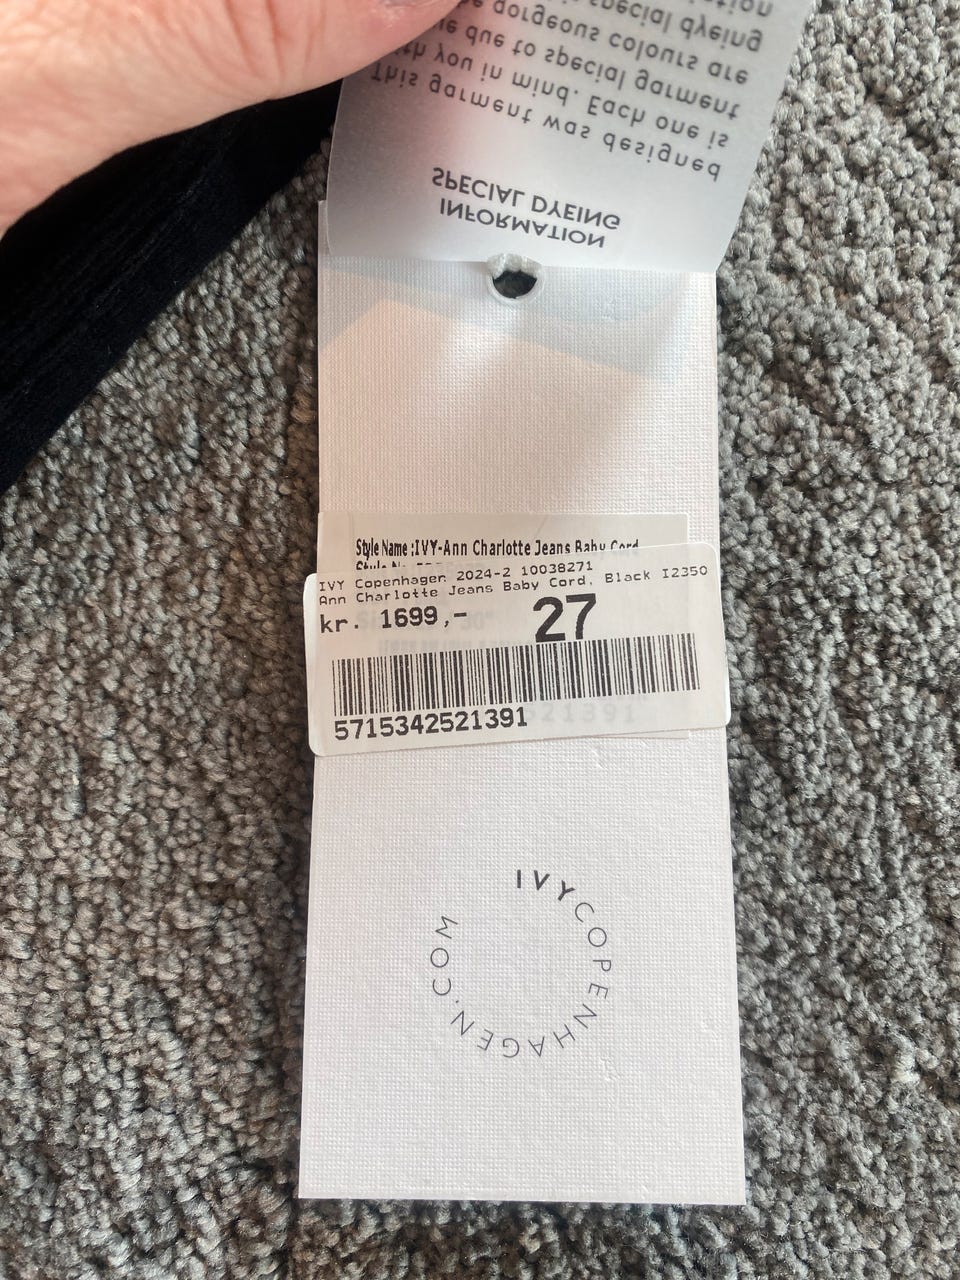 special dyeing
gorgeous colours are
due to special garment
with you in mind. Each one is
This garment was designed
SPECIAL DYEING
INFORMATION
Style Name :IVY-Ann Charlotte Jeans Baby Cord
IVY Copenhagen 2024-2 10038271
Ann Charlotte Jeans Baby Cord, Black I2350
kr. 1699,- 27
5715342521391
IVYCOPENHAGEN.COM